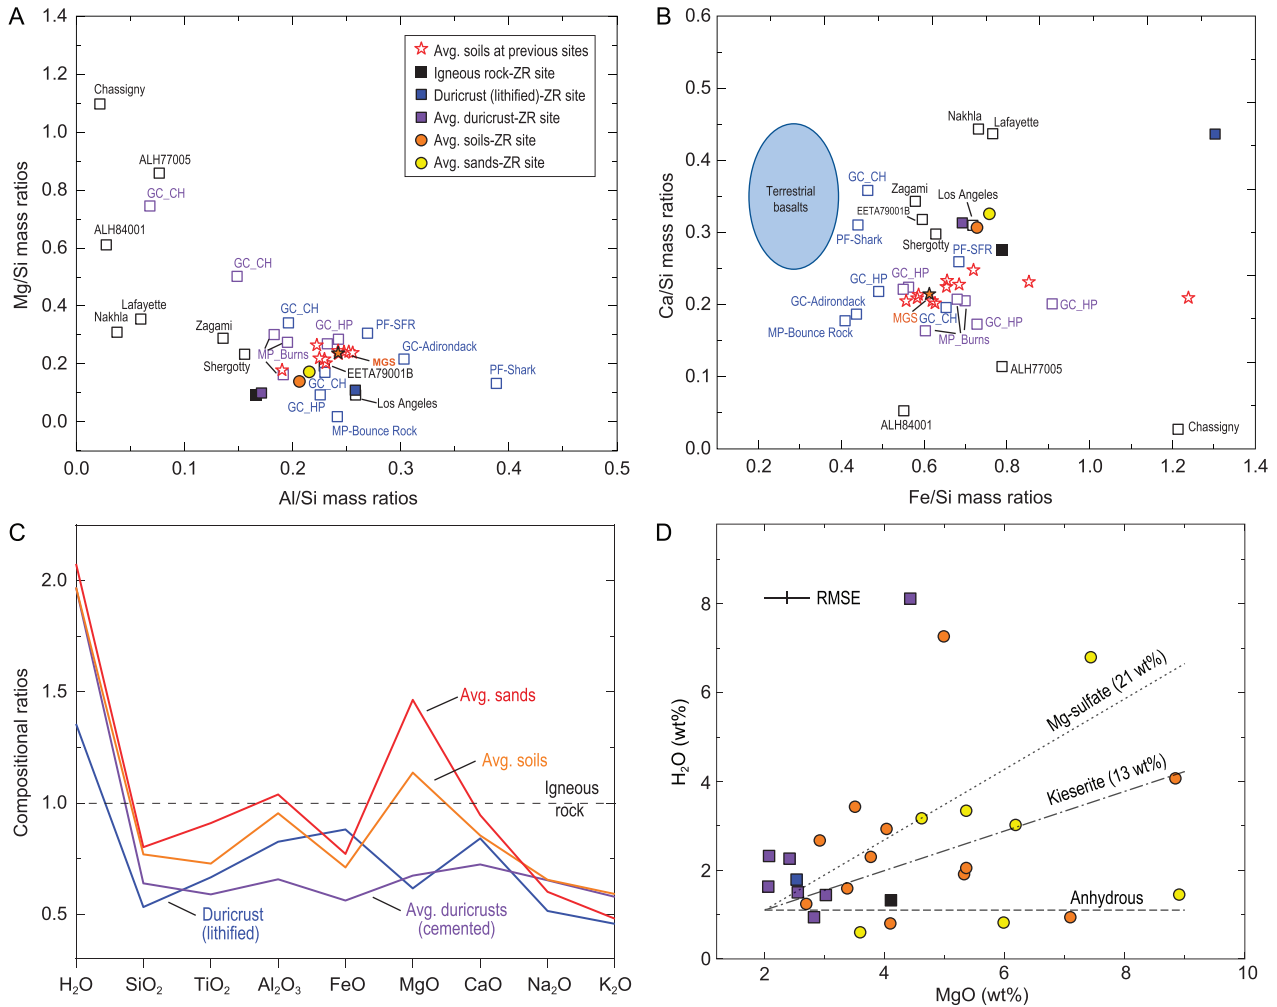 A
1.4
1.2
1.0
0.8
0.6
0.4
0.2
0.0
Mg/Si mass ratios
0.0
0.1
0.2
0.3
0.4
0.5
Al/Si mass ratios
Avg. soils at previous sites
Igneous rock-ZR site
Duricrust (lithified)-ZR site
Avg. duricrust-ZR site
Avg. soils-ZR site
Avg. sands-ZR site
Chassigny
ALH77005
GC_CH
ALH84001
GC_CH
Lafayette
Nakhla
Zagami
Shergotty
GC_CH
GC_HP
PF-SFR
MP_Burns
GC-Adirondack
MGS
EETA79001B
PF-Shark
GC_CH
GC_HP
Los Angeles
MP-Bounce Rock
B
0.6
0.5
0.4
0.3
0.2
0.1
0.0
Ca/Si mass ratios
0.2
0.4
0.6
0.8
1.0
1.2
1.4
Fe/Si mass ratios
Terrestrial
basalts
Nakhla
Lafayette
GC_CH
Zagami
Los Angeles
EETA79001B
PF-Shark
Shergotty
PF-SFR
GC_HP
GC_HP
GC-Adirondack
MGS
GC_CH
GC_HP
MP-Bounce Rock
GC_HP
MP_Burns
ALH77005
ALH84001
Chassigny
C
2.0
1.5
1.0
0.5
Compositional ratios
Avg. sands
Avg. soils
Igneous
rock
Duricrust
(lithified)
Avg. duricrusts
(cemented)
H₂O
SiO₂
TiO₂
Al₂O₃
FeO
MgO
CaO
Na₂O
K₂O
D
8
6
4
2
0
H₂O (wt%)
RMSE
Mg-sulfate (21 wt%)
Kieserite (13 wt%)
Anhydrous
2
4
6
8
10
MgO (wt%)